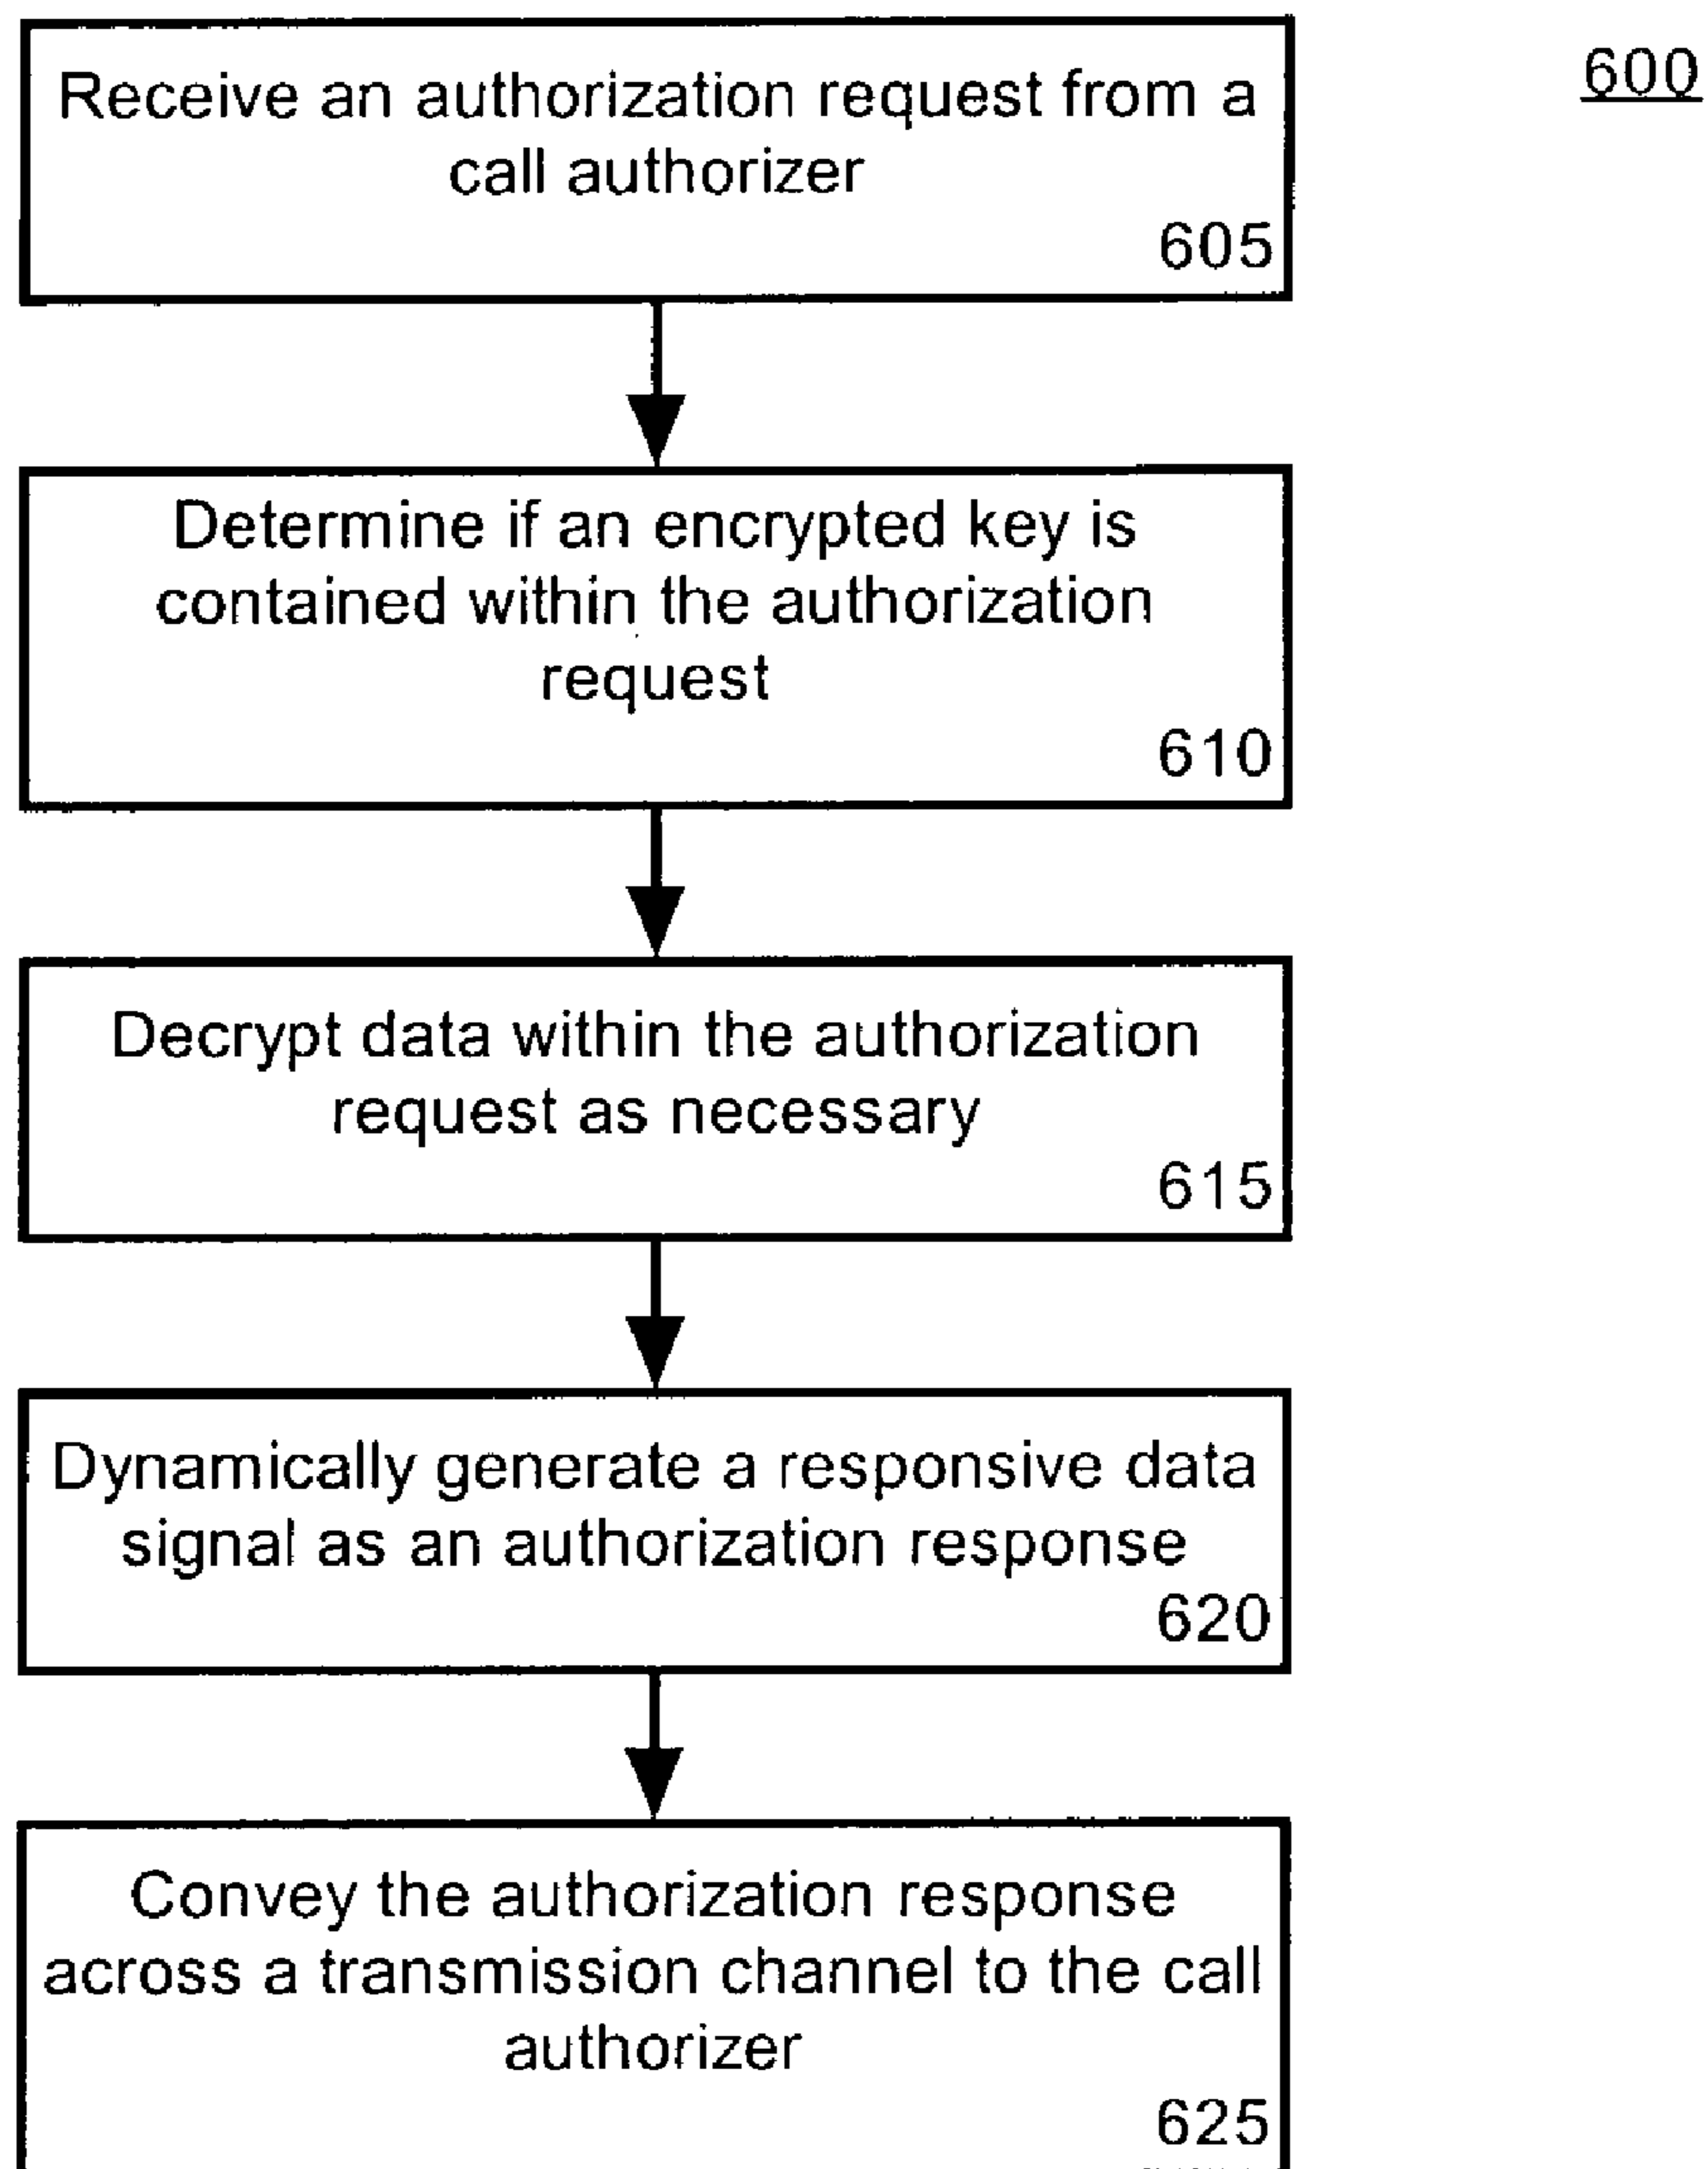 600
Receive an authorization request from a
call authorizer
605
Determine if an encrypted key is
contained within the authorization
request
610
Decrypt data within the authorization
request as necessary
615
Dynamically generate a responsive data
signal as an authorization response
620
Convey the authorization response
across a transmission channel to the call
authorizer
625